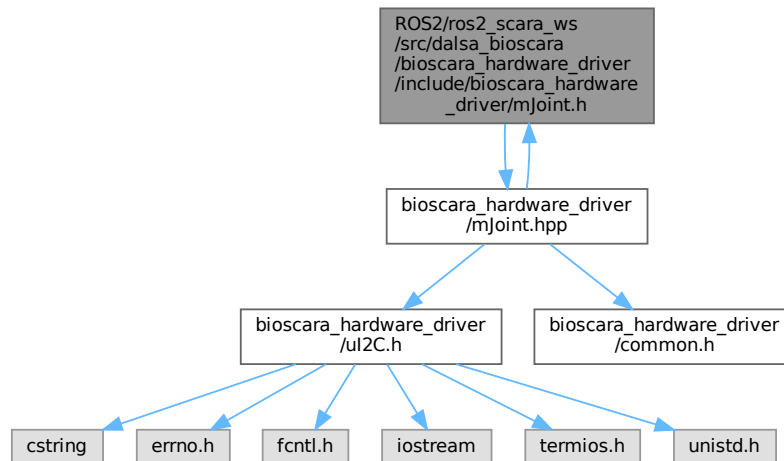 ROS2/ros2_scara_ws
/src/dalsa_bioscara
/bioscara_hardware_driver
/include/bioscara_hardware
_driver/mJoint.h
bioscara_hardware_driver
/mJoint.hpp
bioscara_hardware_driver
/uI2C.h
bioscara_hardware_driver
/common.h
cstring
errno.h
fcntl.h
iostream
termios.h
unistd.h